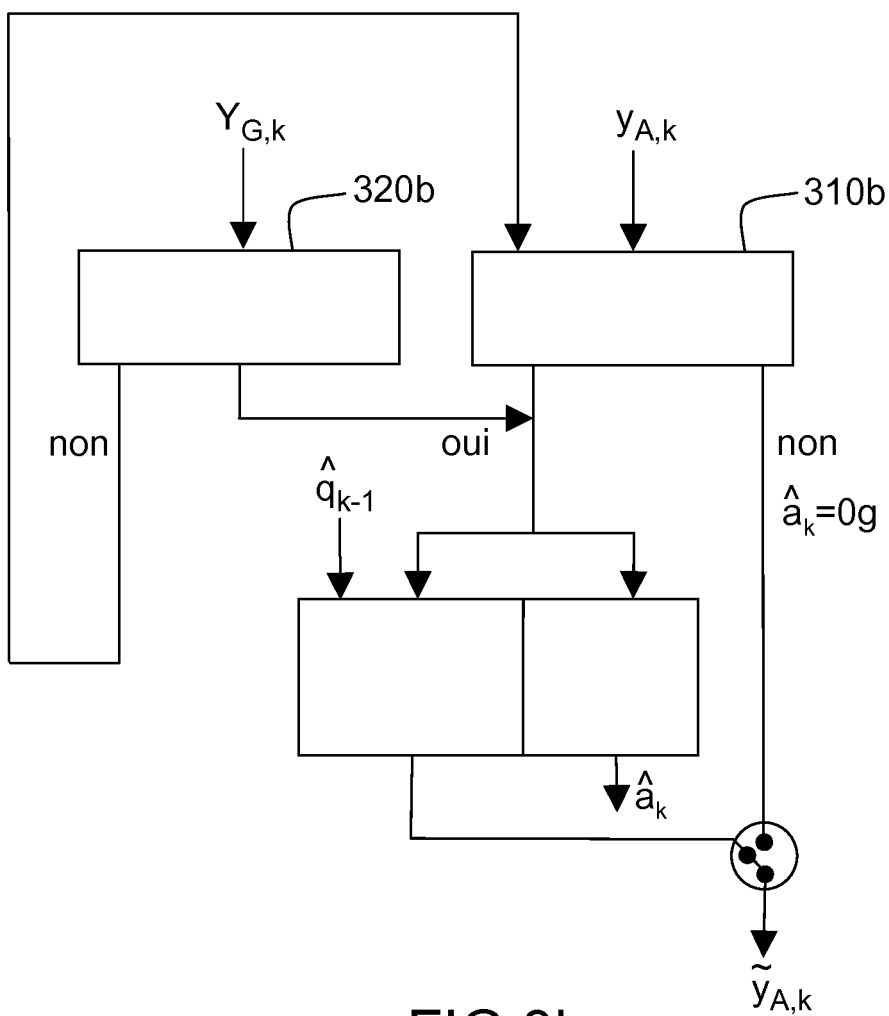 Y_G,k
y_A,k
320b
310b
non
oui
non
q̂_k-1
â_k=0g
â_k
ỹ_A,k